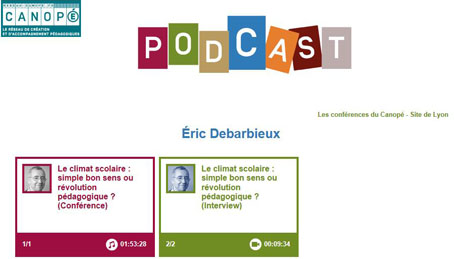 CANOPÉ
LE RÉSEAU DE CRÉATION
ET D'ACCOMPAGNEMENT PÉDAGOGIQUES
PODCAST
Les conférences du Canopé - Site de Lyon
Éric Debarbieux
Le climat scolaire :
simple bon sens ou
révolution
pédagogique ?
(Conférence)
1/1
01:53:28
Le climat scolaire :
simple bon sens ou
révolution
pédagogique ?
(Interview)
2/2
00:09:34